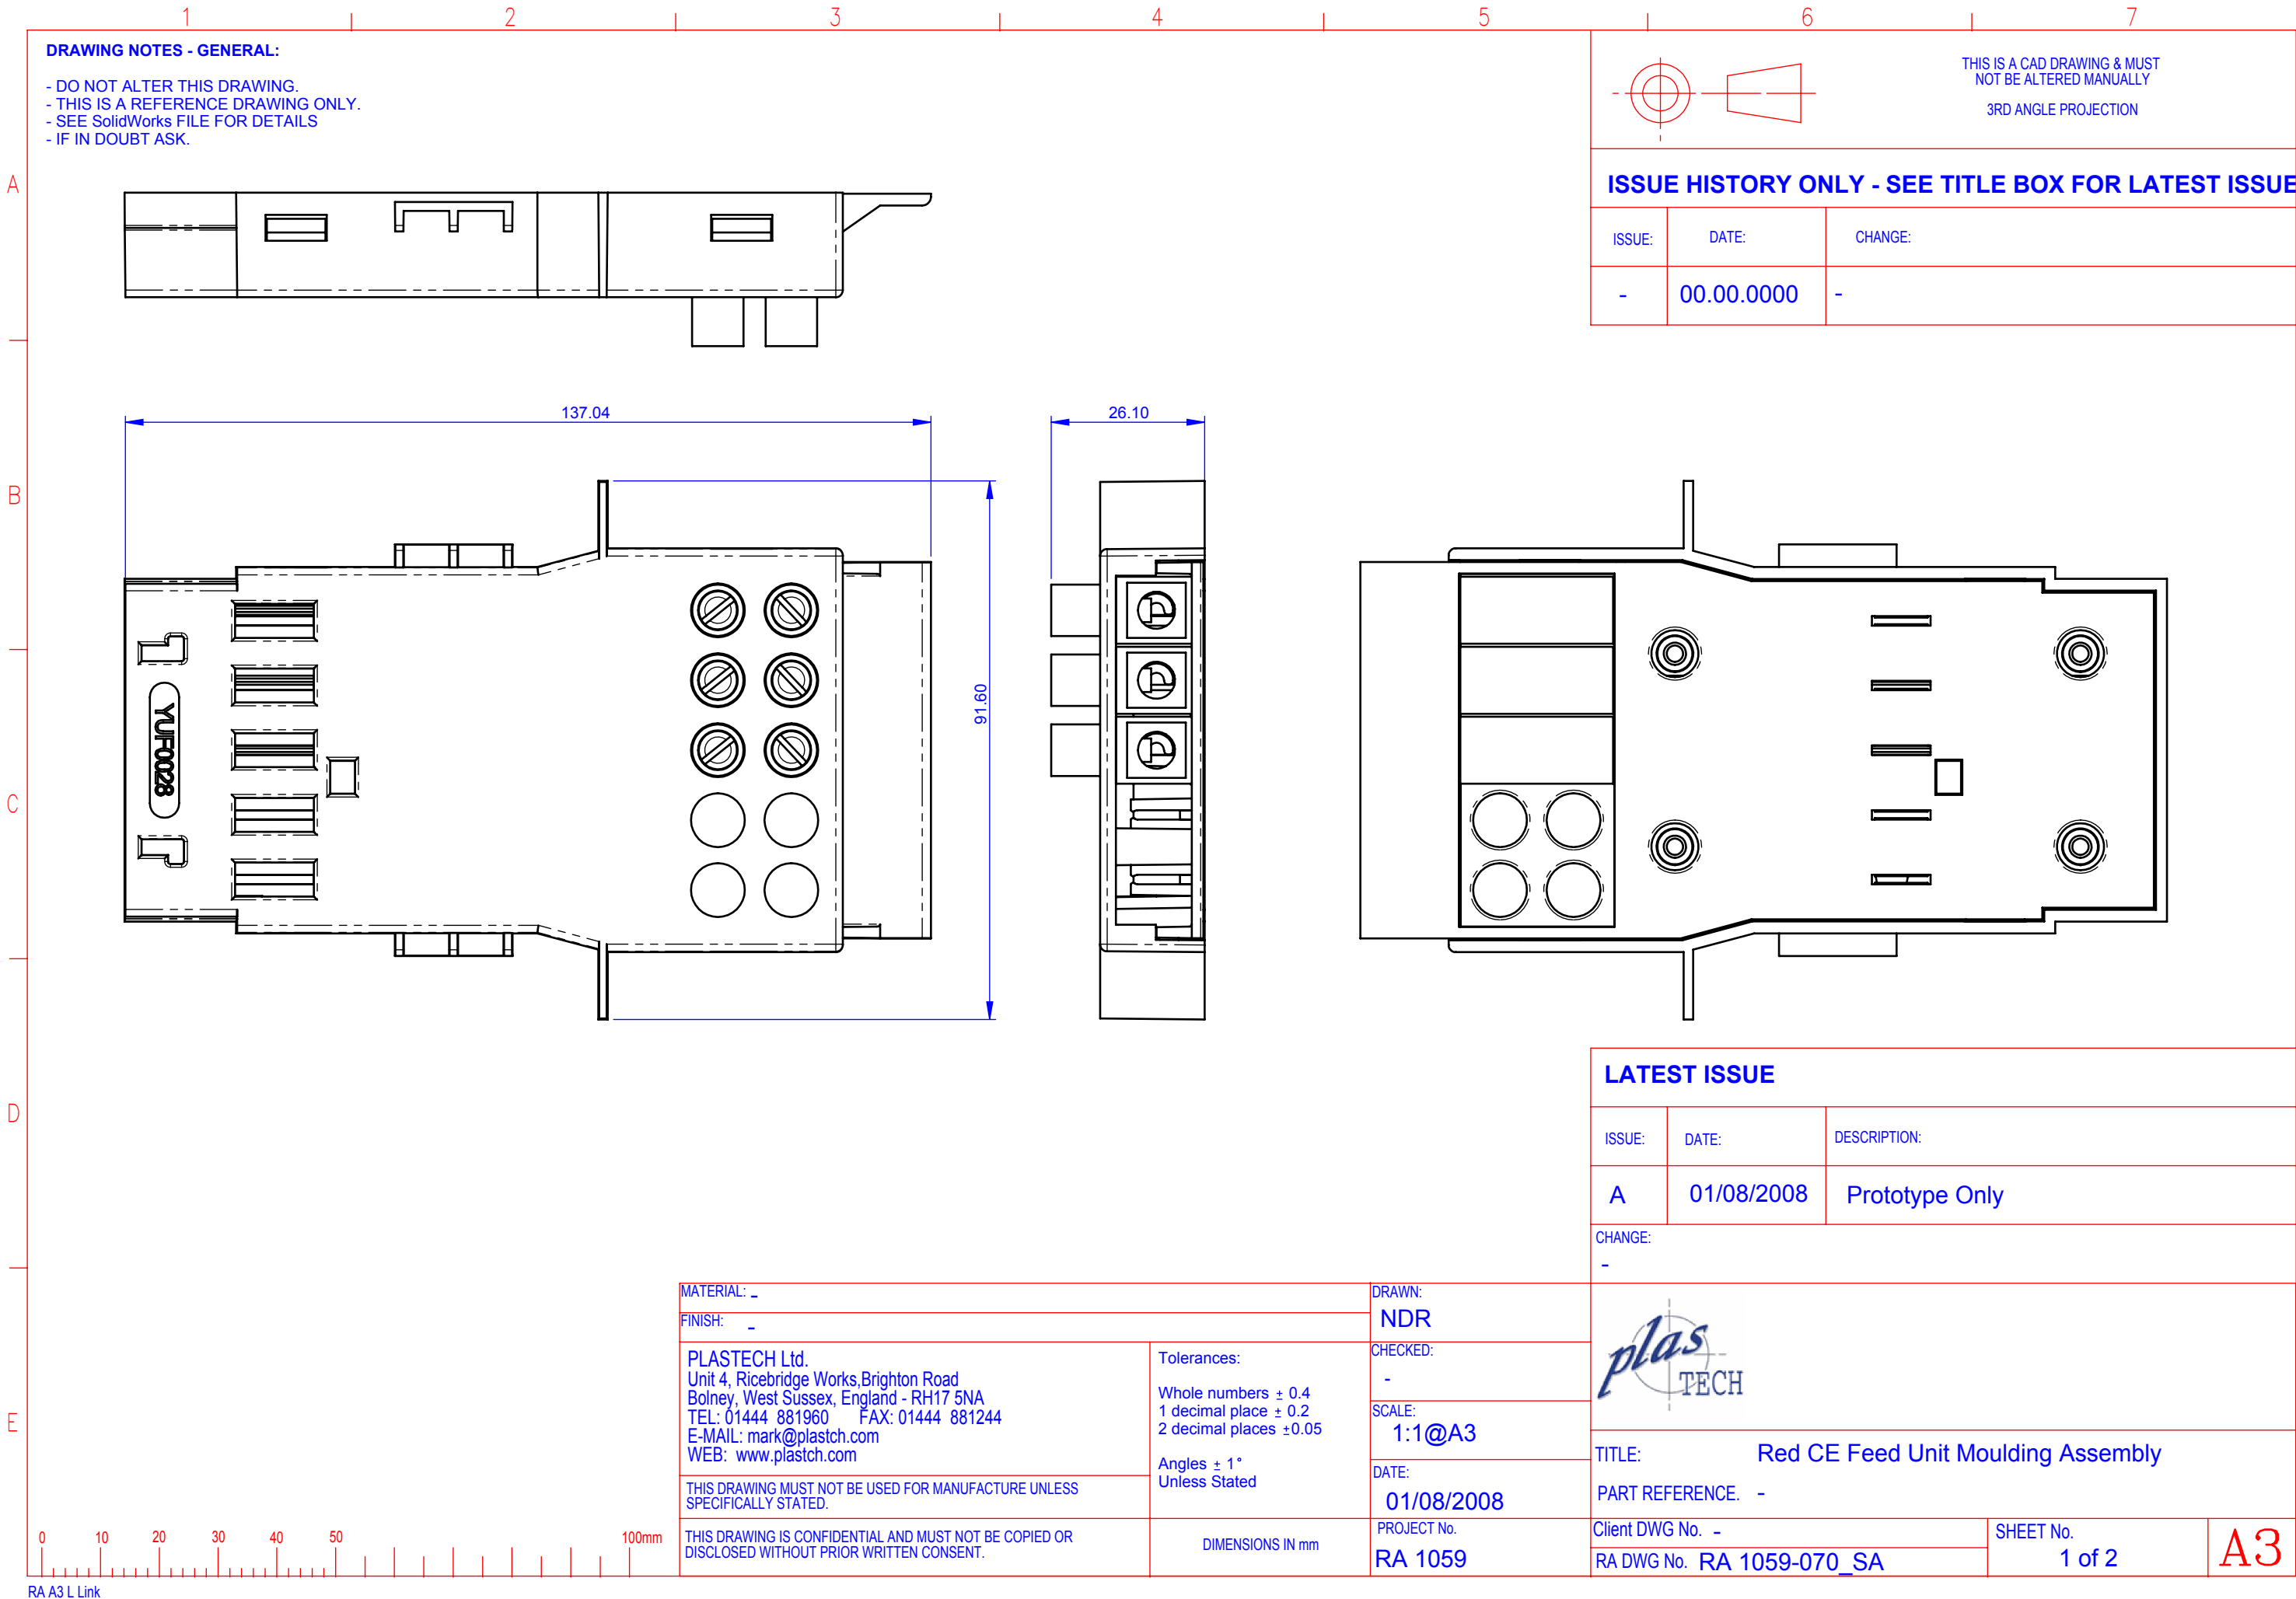 1 2 3 4 5 6 7
DRAWING NOTES - GENERAL:
- DO NOT ALTER THIS DRAWING.
- THIS IS A REFERENCE DRAWING ONLY.
- SEE SolidWorks FILE FOR DETAILS
- IF IN DOUBT ASK.
THIS IS A CAD DRAWING & MUST
NOT BE ALTERED MANUALLY
3RD ANGLE PROJECTION
ISSUE HISTORY ONLY - SEE TITLE BOX FOR LATEST ISSUE
ISSUE: DATE: CHANGE:
- 00.00.0000 -
A
B
C
D
E
137.04
26.10
91.60
YUF0028
LATEST ISSUE
ISSUE: DATE: DESCRIPTION:
A 01/08/2008 Prototype Only
CHANGE:
-
MATERIAL: -
FINISH: -
PLASTECH Ltd.
Unit 4, Ricebridge Works,Brighton Road
Bolney, West Sussex, England - RH17 5NA
TEL: 01444 881960 FAX: 01444 881244
E-MAIL: mark@plastch.com
WEB: www.plastch.com
THIS DRAWING MUST NOT BE USED FOR MANUFACTURE UNLESS
SPECIFICALLY STATED.
THIS DRAWING IS CONFIDENTIAL AND MUST NOT BE COPIED OR
DISCLOSED WITHOUT PRIOR WRITTEN CONSENT.
Tolerances:
Whole numbers ± 0.4
1 decimal place ± 0.2
2 decimal places ±0.05
Angles ± 1°
Unless Stated
DIMENSIONS IN mm
DRAWN:
NDR
CHECKED:
-
SCALE:
1:1@A3
DATE:
01/08/2008
PROJECT No.
RA 1059
plas
TECH
TITLE: Red CE Feed Unit Moulding Assembly
PART REFERENCE. -
Client DWG No. -
RA DWG No. RA 1059-070_SA
SHEET No.
1 of 2
A3
0 10 20 30 40 50 100mm
RA A3 L Link